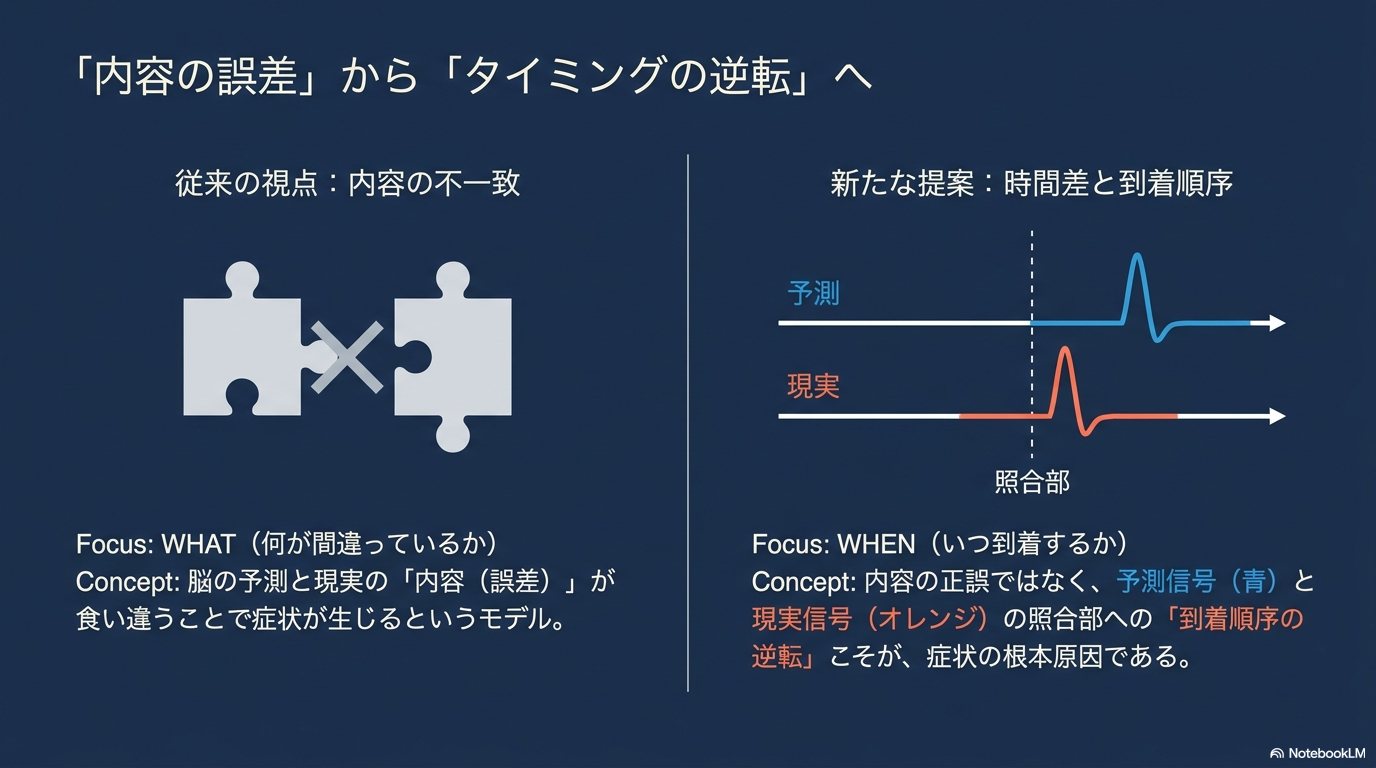 「内容の誤差」から「タイミングの逆転」へ
従来の視点：内容の不一致
Focus: WHAT（何が間違っているか）
Concept: 脳の予測と現実の「内容（誤差）」が
食い違うことで症状が生じるというモデル。
新たな提案：時間差と到着順序
予測
現実
照合部
Focus: WHEN（いつ到着するか）
Concept: 内容の正誤ではなく、予測信号（青）と
現実信号（オレンジ）の照合部への「到着順序の
逆転」こそが、症状の根本原因である。
NotebookLM